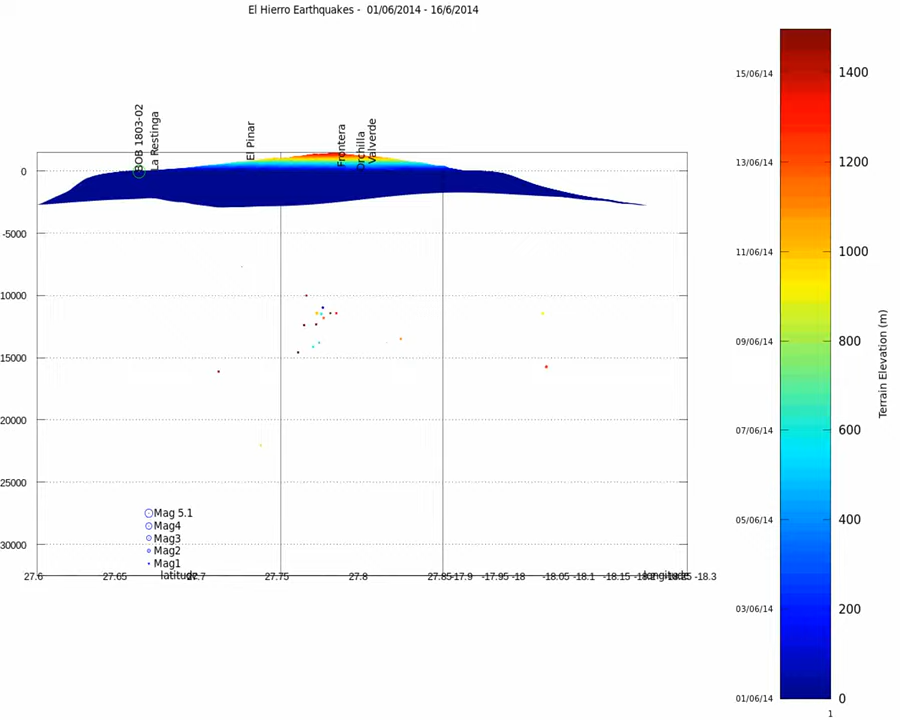 El Hierro Earthquakes - 01/06/2014 - 16/6/2014
BOB 1803-02
La Restinga
El Pinar
Frontera
Orchilla
Valverde
0
-5000
10000
15000
20000
25000
30000
Mag 5.1
Mag4
Mag3
Mag2
Mag1
27.6 27.65 27.7 27.75 27.8 27.85 -17.9 -17.95 -18 -18.05 -18.1 -18.15 -18.3
latitude longitude
15/06/14 1400
13/06/14 1200
11/06/14 1000
09/06/14 800
07/06/14 600
05/06/14 400
03/06/14 200
01/06/14 0
Terrain Elevation (m)
1